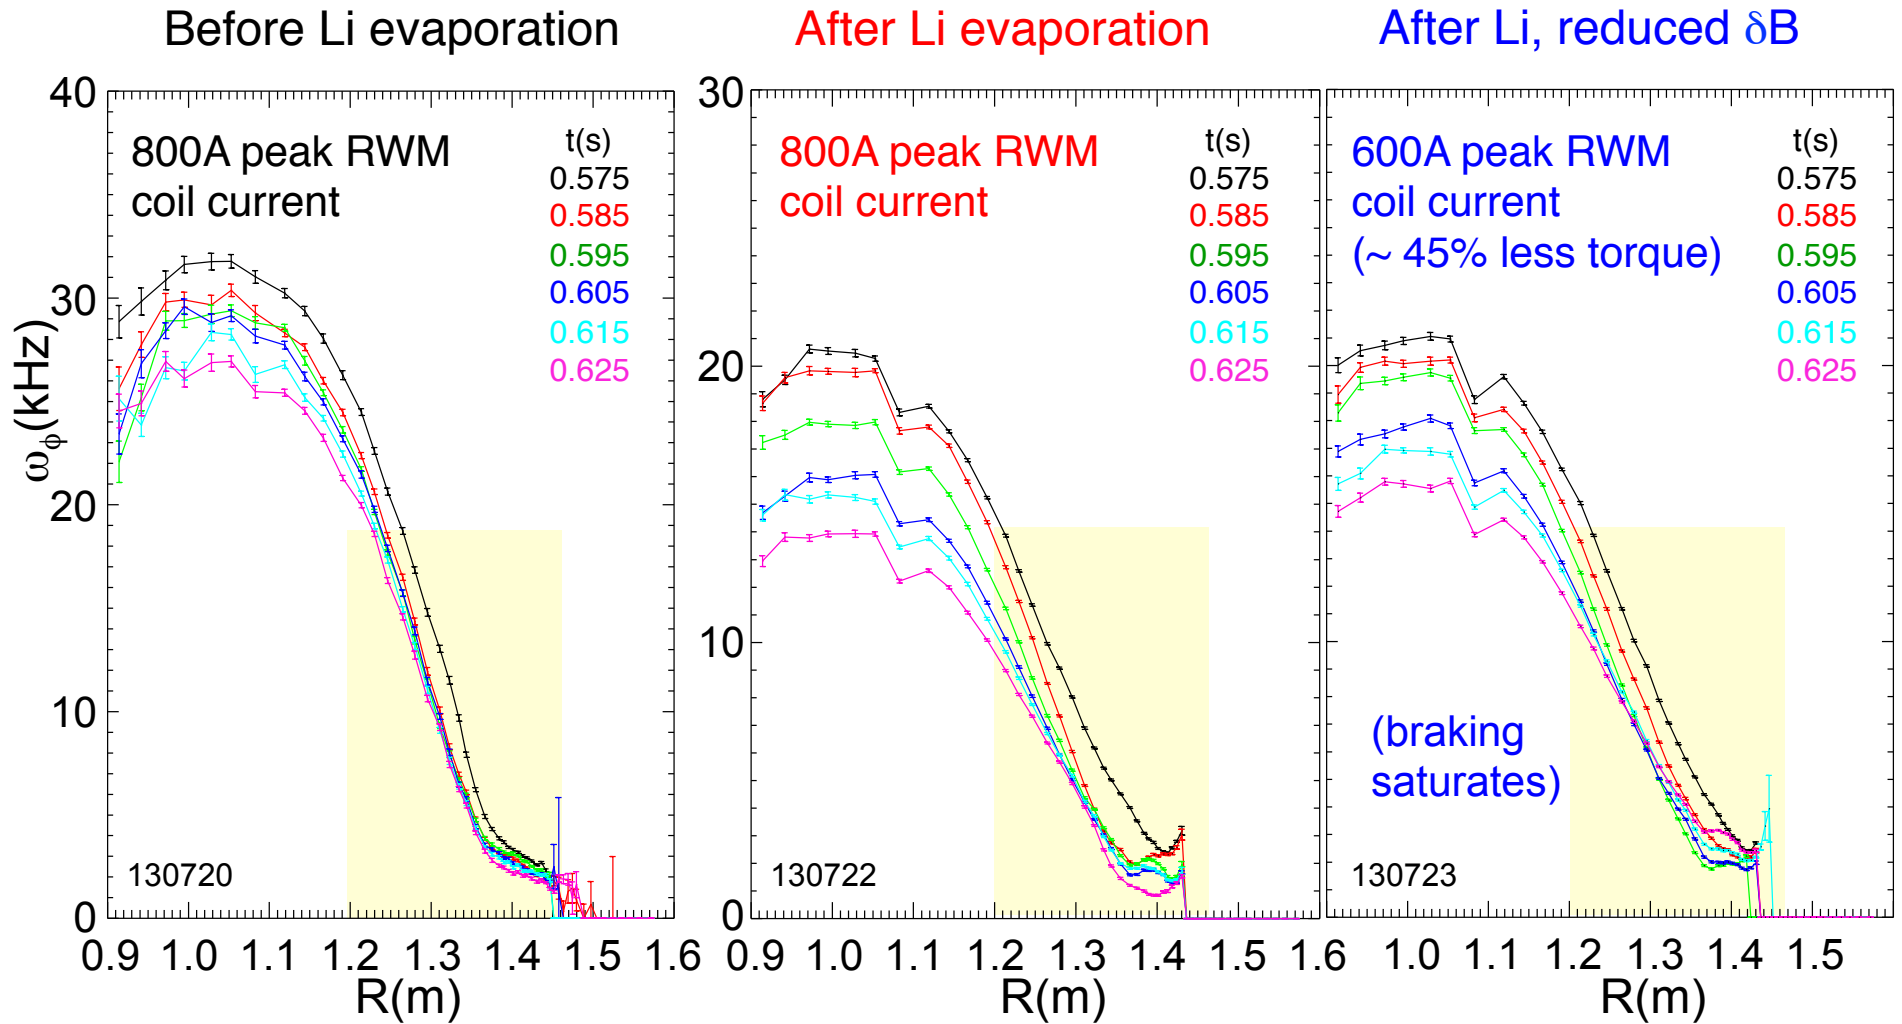 Before Li evaporation
After Li evaporation
After Li, reduced δB
40
30
20
10
0
ωϕ(kHz)
800A peak RWM
coil current
t(s)
0.575
0.585
0.595
0.605
0.615
0.625
130720
0.9 1.0 1.1 1.2 1.3 1.4 1.5 1.6
R(m)
30
20
10
0
800A peak RWM
coil current
t(s)
0.575
0.585
0.595
0.605
0.615
0.625
130722
0.9 1.0 1.1 1.2 1.3 1.4 1.5 1.6
R(m)
600A peak RWM
coil current
(~ 45% less torque)
t(s)
0.575
0.585
0.595
0.605
0.615
0.625
(braking
saturates)
130723
1.0 1.1 1.2 1.3 1.4 1.5
R(m)